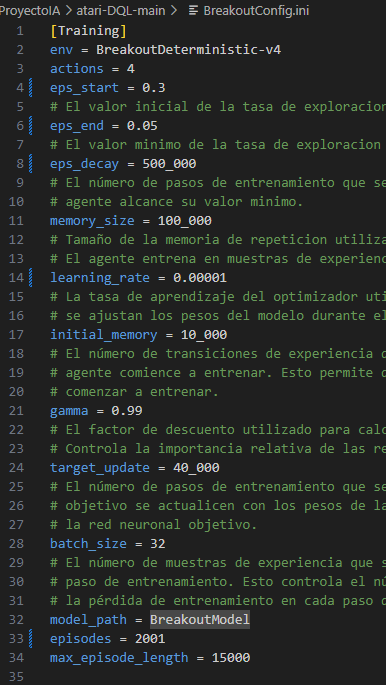 ProyectoIA > atari-DQL-main > BreakoutConfig.ini
1 [Training]
2 env = BreakoutDeterministic-v4
3 actions = 4
4 eps_start = 0.3
5 # El valor inicial de la tasa de exploracion
6 eps_end = 0.05
7 # El valor minimo de la tasa de exploracion
8 eps_decay = 500_000
9 # El número de pasos de entrenamiento que se
10 # agente alcance su valor minimo.
11 memory_size = 100_000
12 # Tamaño de la memoria de repeticion utiliza
13 # El agente entrena en muestras de experienc
14 learning_rate = 0.00001
15 # La tasa de aprendizaje del optimizador uti
16 # se ajustan los pesos del modelo durante el
17 initial_memory = 10_000
18 # El número de transiciones de experiencia
19 # agente comience a entrenar. Esto permite
20 # comenzar a entrenar.
21 gamma = 0.99
22 # El factor de descuento utilizado para calc
23 # Controla la importancia relativa de las re
24 target_update = 40_000
25 # El número de pasos de entrenamiento que se
26 # objetivo se actualicen con los pesos de la
27 # la red neuronal objetivo.
28 batch_size = 32
29 # El número de muestras de experiencia que s
30 # paso de entrenamiento. Esto controla el nú
31 # la pérdida de entrenamiento en cada paso
32 model_path = BreakoutModel
33 episodes = 2001
34 max_episode_length = 15000
35